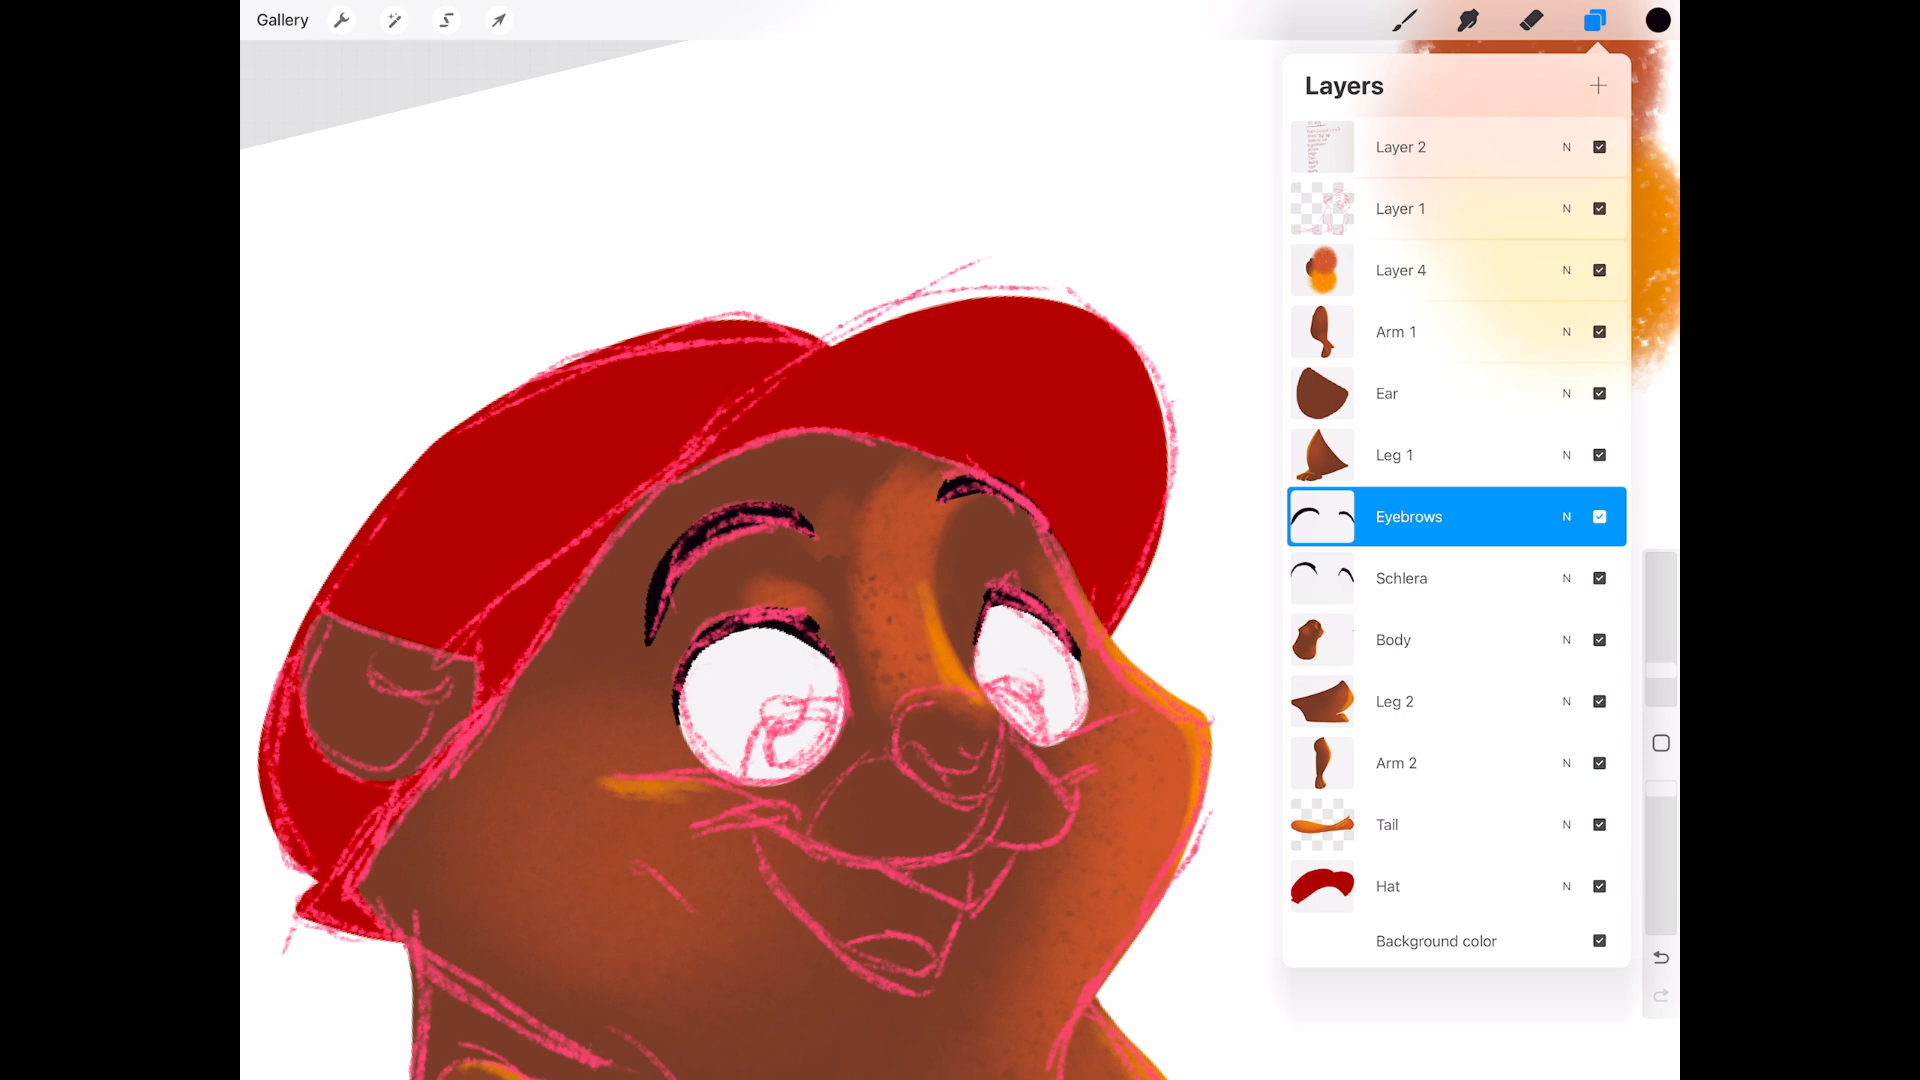 Gallery
Layers
Layer 2 N
Layer 1 N
Layer 4 N
Arm 1 N
Ear N
Leg 1 N
Eyebrows N
Schlera N
Body N
Leg 2 N
Arm 2 N
Tail N
Hat N
Background color